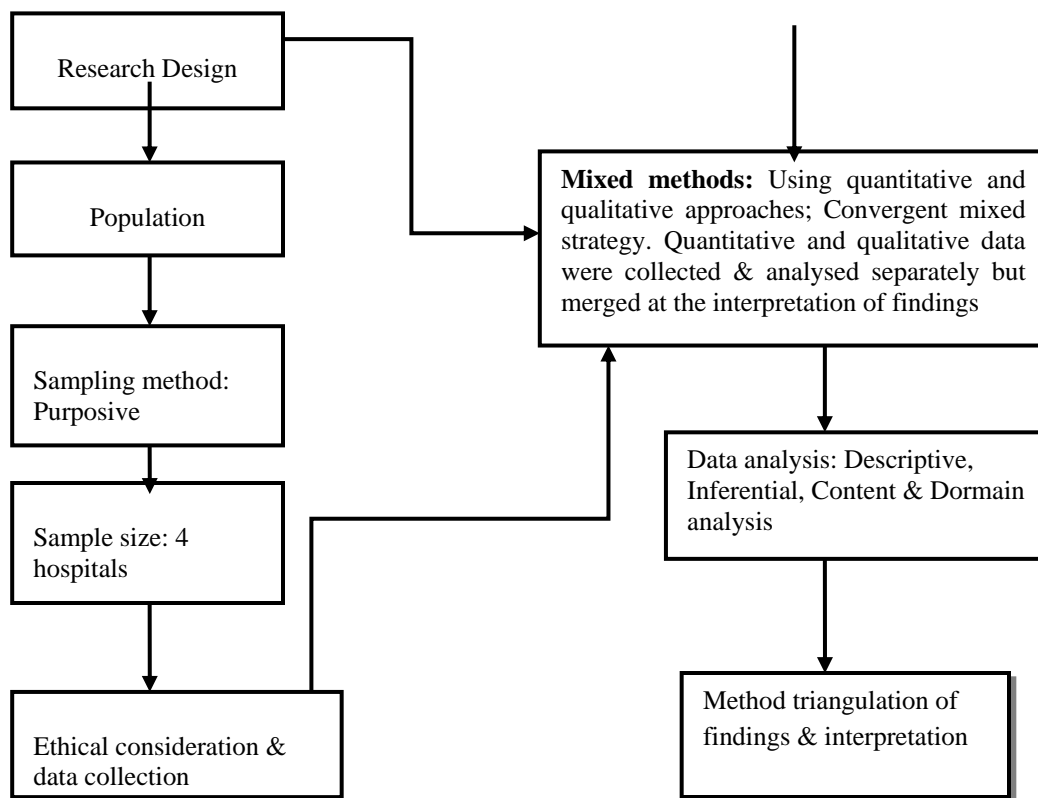 Research Design
Population
Sampling method:
Purposive
Sample size: 4
hospitals
Ethical consideration &
data collection
Mixed methods: Using quantitative and
qualitative approaches; Convergent mixed
strategy. Quantitative and qualitative data
were collected & analysed separately but
merged at the interpretation of findings
Data analysis: Descriptive,
Inferential, Content & Dormain
analysis
Method triangulation of
findings & interpretation